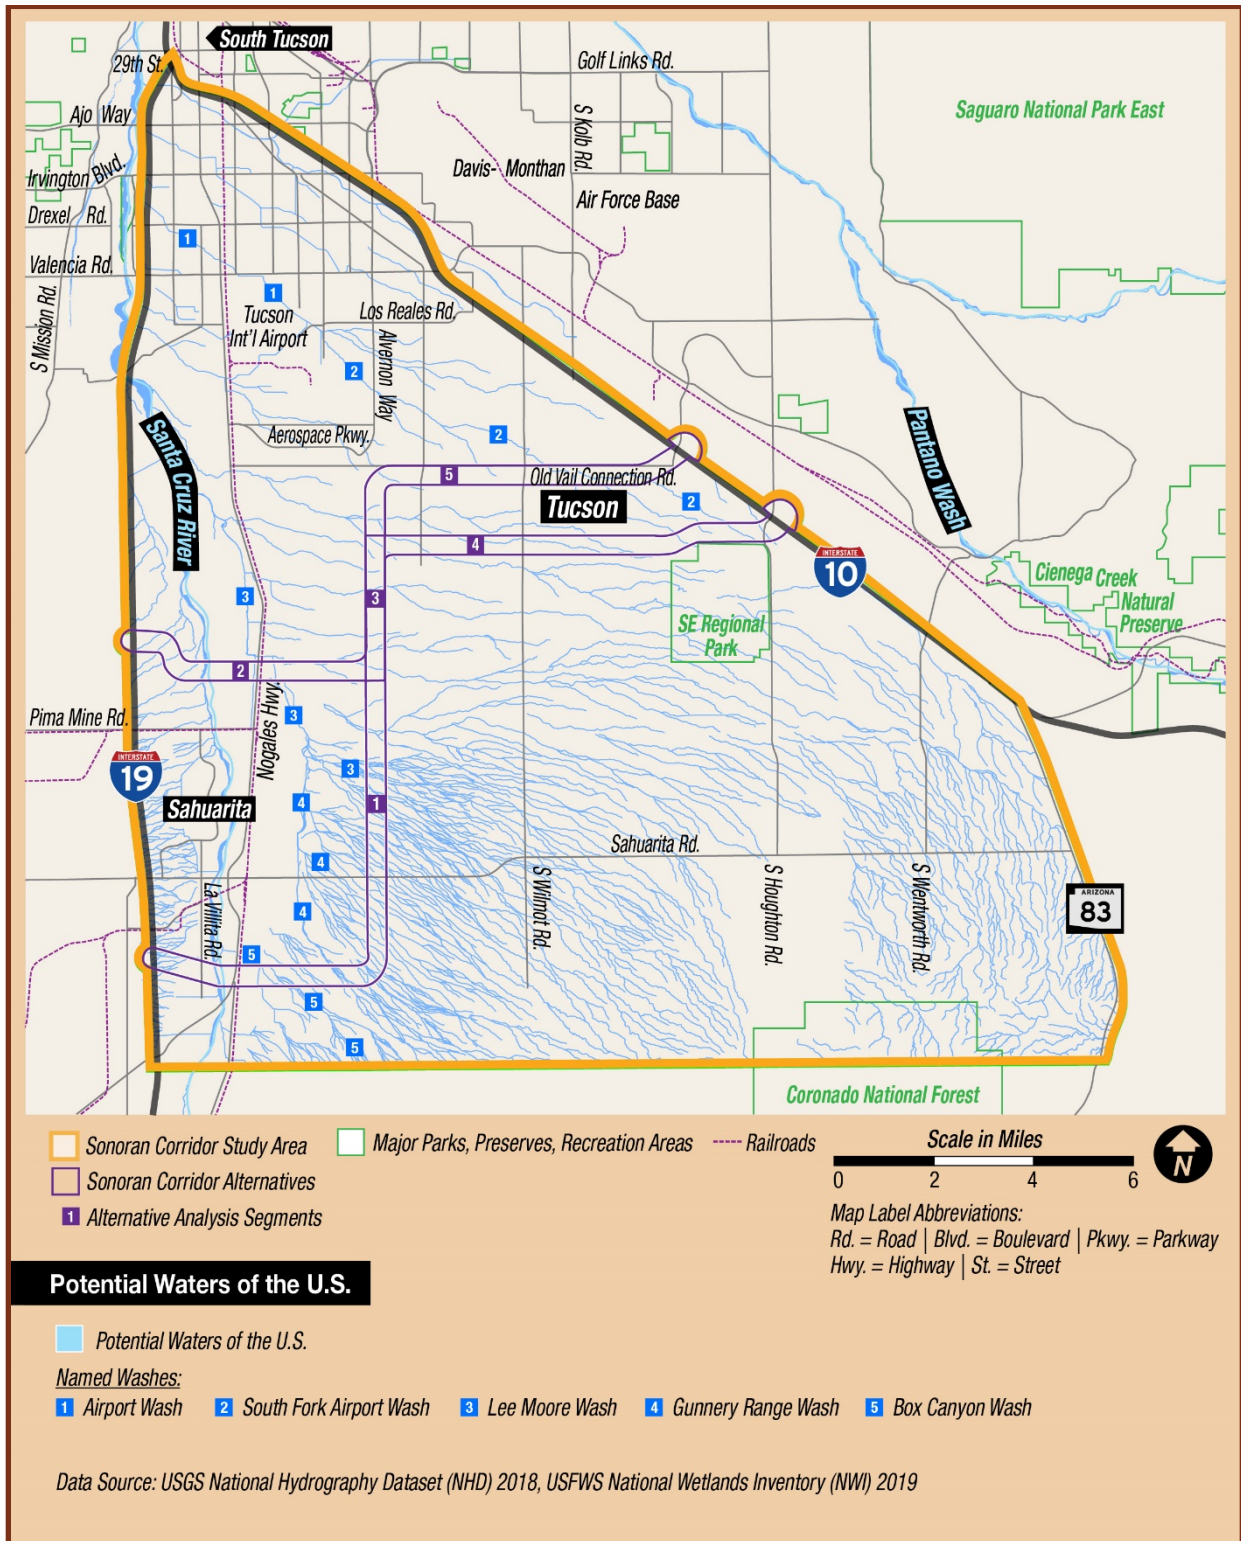 South Tucson
29th St.
Golf Links Rd.
Ajo Way
S Kolb Rd.
Saguaro National Park East
Irvington Blvd.
Davis-Monthan
Air Force Base
Drexel Rd.
1
Valencia Rd.
S Mission Rd.
1
Tucson
Int'l Airport
Los Reales Rd.
Alvernon Way
2
Santa Cruz River
Aerospace Pkwy.
2
Pantano Wash
5
Old Vail Connection Rd.
Tucson
2
4
INTERSTATE
10
Cienega Creek
Natural
Preserve
3
3
SE Regional
Park
2
Nogales Hwy.
3
Pima Mine Rd.
INTERSTATE
19
3
4
1
Sahuarita
Sahuarita Rd.
4
La Villita Rd.
S Wilmot Rd.
S Houghton Rd.
S Wentworth Rd.
ARIZONA
83
4
5
5
5
Coronado National Forest
Sonoran Corridor Study Area
Major Parks, Preserves, Recreation Areas
Railroads
Scale in Miles
0 2 4 6
N
Sonoran Corridor Alternatives
1 Alternative Analysis Segments
Map Label Abbreviations:
Rd. = Road | Blvd. = Boulevard | Pkwy. = Parkway
Hwy. = Highway | St. = Street
Potential Waters of the U.S.
Potential Waters of the U.S.
Named Washes:
1 Airport Wash 2 South Fork Airport Wash 3 Lee Moore Wash 4 Gunnery Range Wash 5 Box Canyon Wash
Data Source: USGS National Hydrography Dataset (NHD) 2018, USFWS National Wetlands Inventory (NWI) 2019